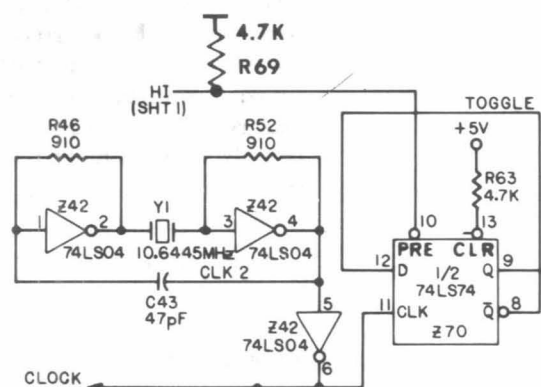 4.7K
R69
HI
(SHT 1)
TOGGLE
+5V
R46
910
R52
910
R63
4.7K
Z42
Y1
Z42
1
2
3
4
10
13
74LS04
10.6445MHz
74LS04
PRE
CLR
CLK 2
12
D
1/2
Q
9
74LS74
C43
47pF
5
11
CLK
Q̅
8
Z42
74LS04
Z70
6
CLOCK